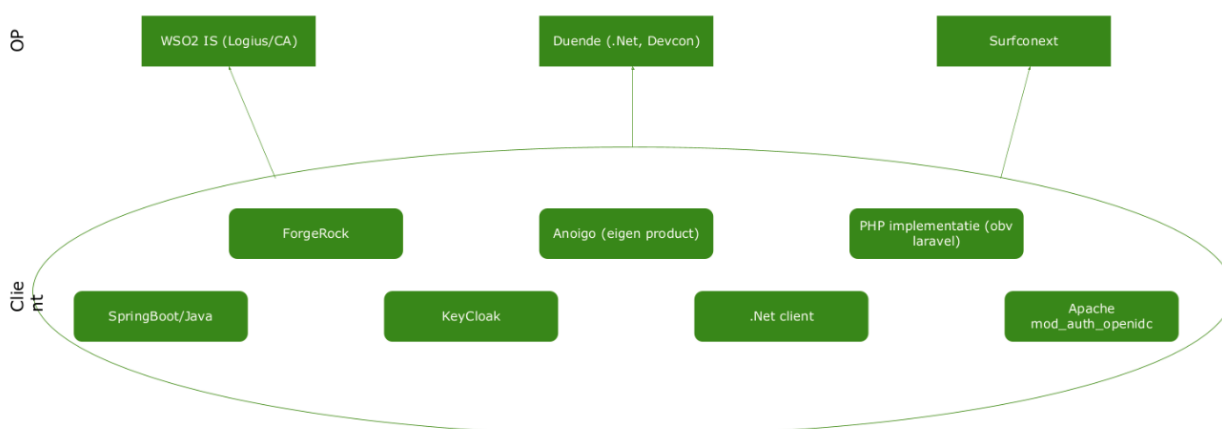 OP
WSO2 IS (Logius/CA)
Duende (.Net, Devcon)
Surfconext
ForgeRock
Anoigo (eigen product)
PHP implementatie (obv
laravel)
Clie
nt
SpringBoot/Java
KeyCloak
.Net client
Apache
mod_auth_openidc